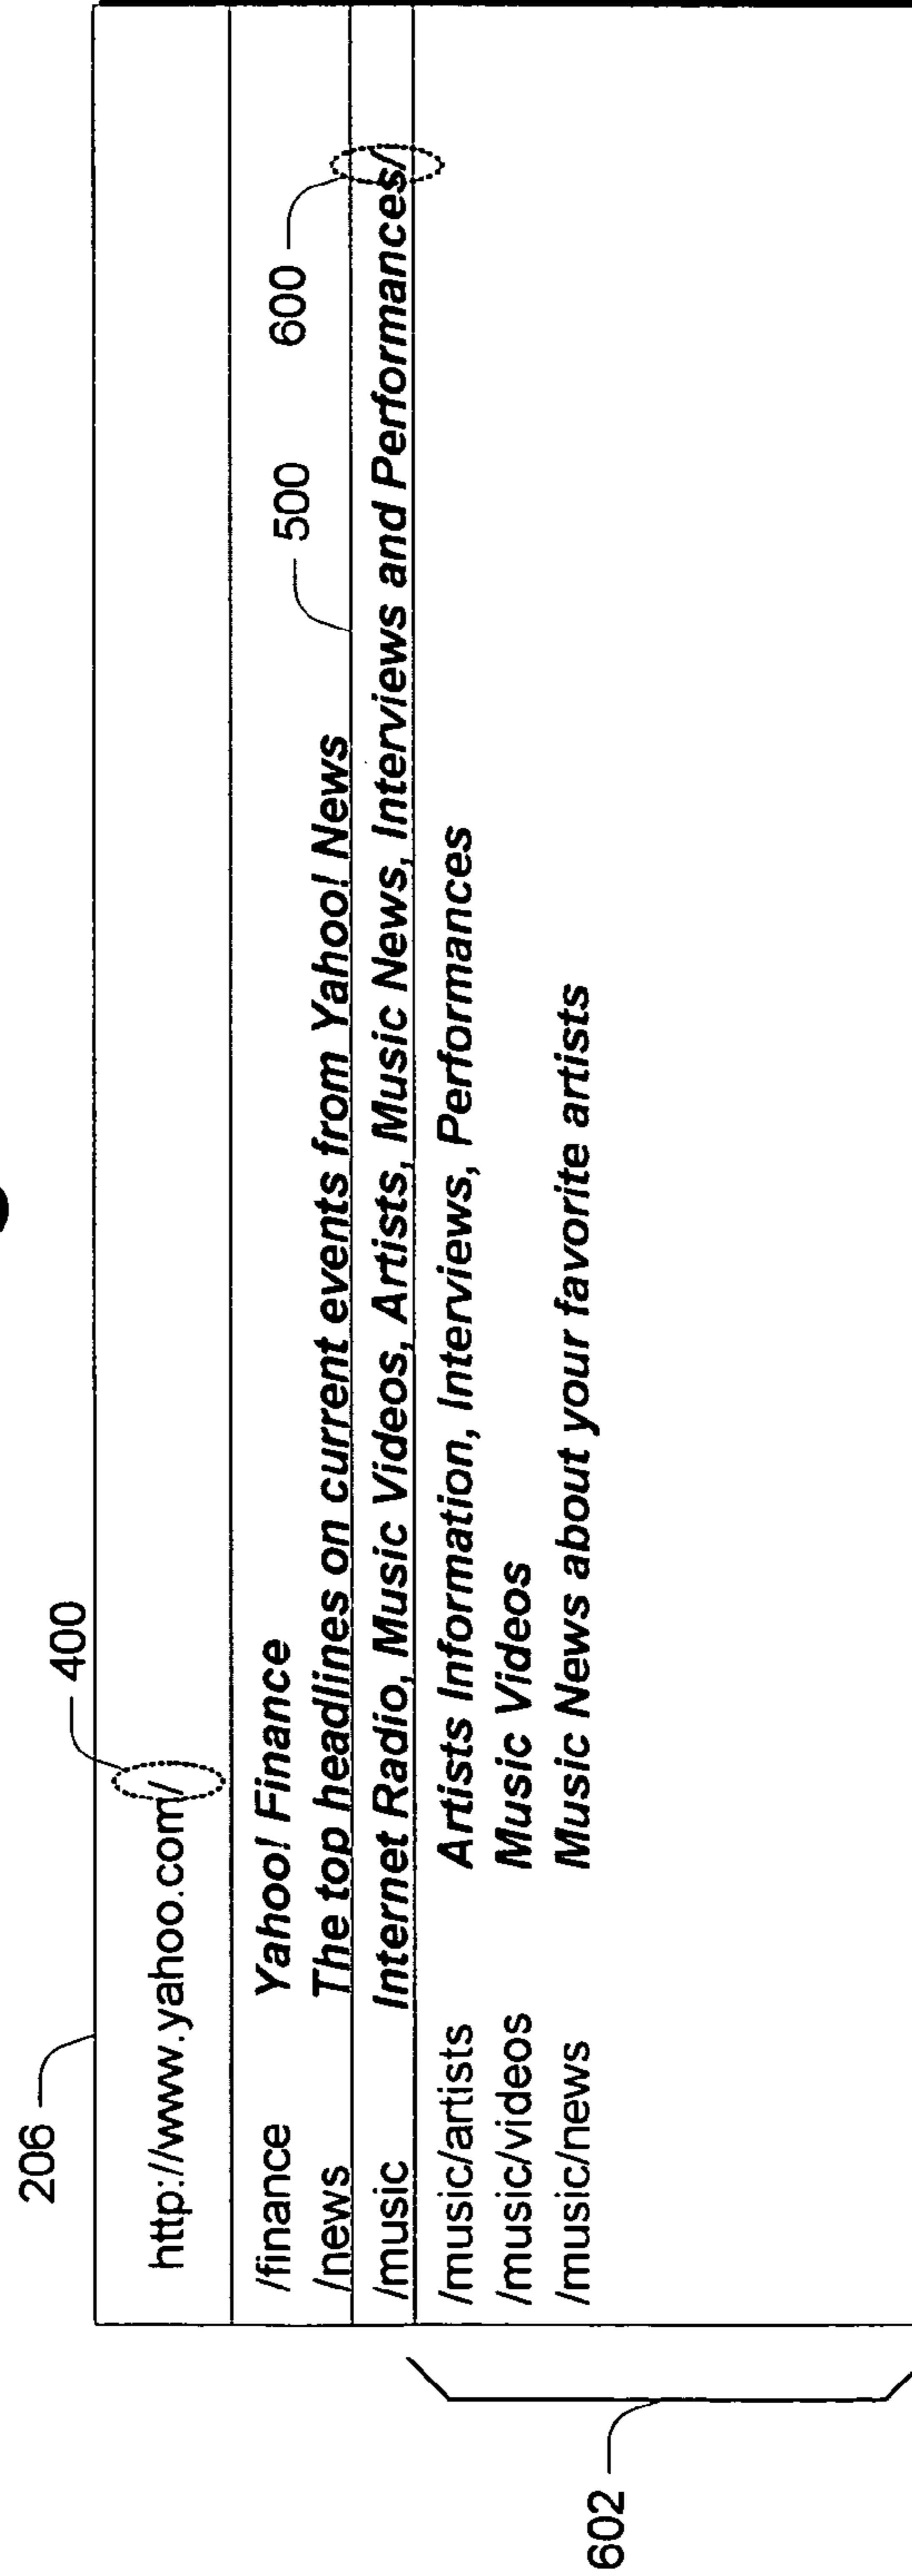 206
400
http://www.yahoo.com/
/finance Yahoo! Finance
500
600
/news The top headlines on current events from Yahoo! News
/music Internet Radio, Music Videos, Artists, Music News, Interviews and Performances/
/music/artists Artists Information, Interviews, Performances
/music/videos Music Videos
/music/news Music News about your favorite artists
602